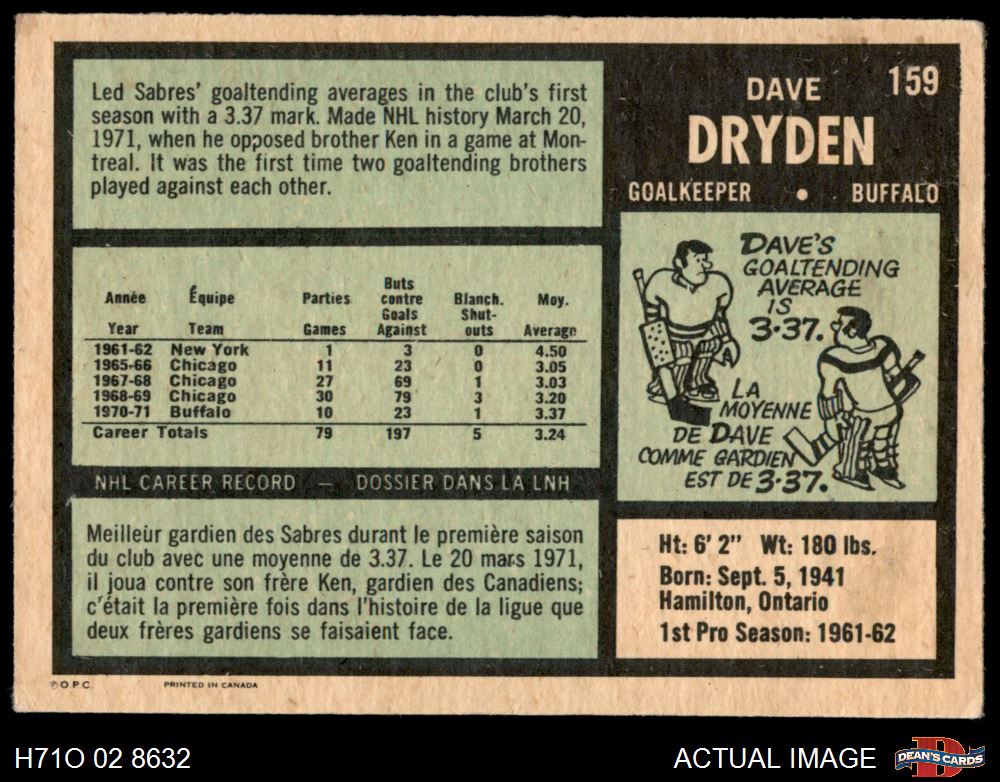 Led Sabres' goaltending averages in the club's first
season with a 3.37 mark. Made NHL history March 20,
1971, when he opposed brother Ken in a game at Mon-
treal. It was the first time two goaltending brothers
played against each other.
159
DAVE
DRYDEN
GOALKEEPER • BUFFALO
Année Équipe Parties Buts contre Blanch. Moy.
Year Team Games Goals Against Shut-outs Average
1961-62 New York 1 3 0 4.50
1965-66 Chicago 11 23 0 3.05
1967-68 Chicago 27 69 1 3.03
1968-69 Chicago 30 79 3 3.20
1970-71 Buffalo 10 23 1 3.37
Career Totals 79 197 5 3.24
NHL CAREER RECORD — DOSSIER DANS LA LNH
DAVE'S
GOALTENDING
AVERAGE
IS
3.37.
A
LA
MOYENNE
DE DAVE
COMME GARDIEN
EST DE 3.37.
Meilleur gardien des Sabres durant le première saison
du club avec une moyenne de 3.37. Le 20 mars 1971,
il joua contre son frère Ken, gardien des Canadiens;
c'était la première fois dans l'histoire de la ligue que
deux frères gardiens se faisaient face.
Ht: 6' 2" Wt: 180 lbs.
Born: Sept. 5, 1941
Hamilton, Ontario
1st Pro Season: 1961-62
© O.P.C. PRINTED IN CANADA
H71O 02 8632
ACTUAL IMAGE
D
DEAN'S CARDS